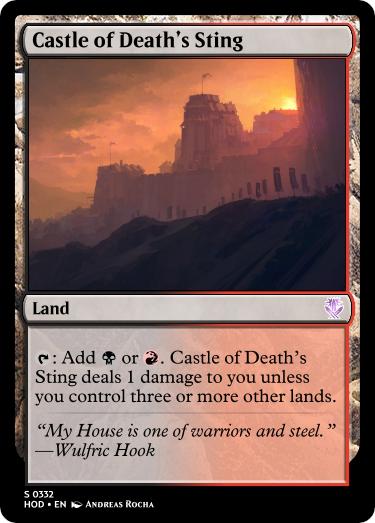 Castle of Death's Sting
Land
: Add or . Castle of Death's
Sting deals 1 damage to you unless
you control three or more other lands.
“My House is one of warriors and steel.”
—Wulfric Hook
S 0332
HOD • EN Andreas Rocha